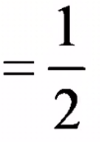 = 1/2